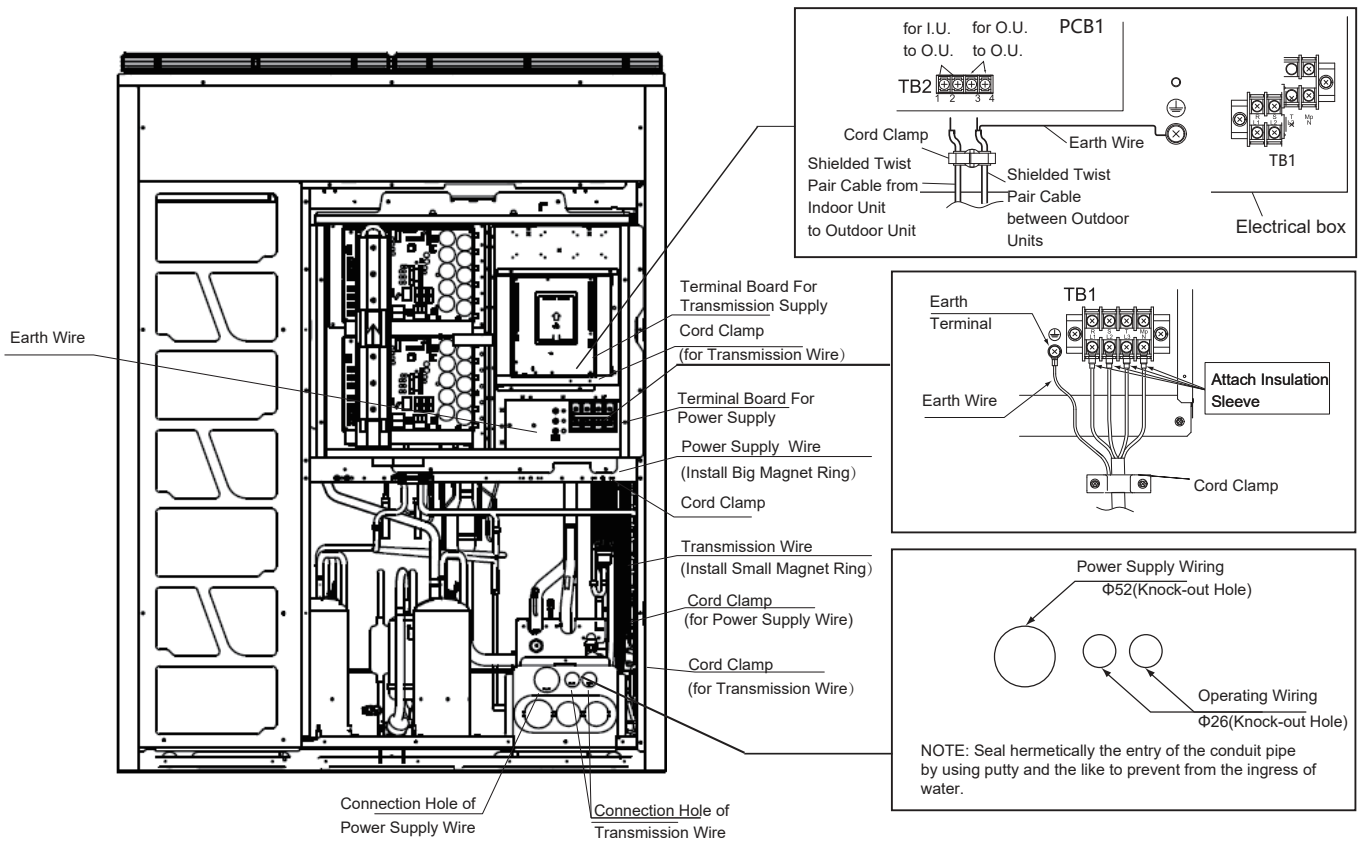 for I.U.
to O.U.
for O.U.
to O.U.
PCB1
TB2
1 2 3 4
Cord Clamp
Earth Wire
Shielded Twist
Pair Cable from
Indoor Unit
to Outdoor Unit
Shielded Twist
Pair Cable
between Outdoor
Units
R S T Mp
L1 L2 N
TB1
Electrical box
Earth Wire
Terminal Board For
Transmission Supply
Cord Clamp
(for Transmission Wire)
Terminal Board For
Power Supply
Power Supply Wire
(Install Big Magnet Ring)
Cord Clamp
Transmission Wire
(Install Small Magnet Ring)
Cord Clamp
(for Power Supply Wire)
Cord Clamp
(for Transmission Wire)
Connection Hole of
Power Supply Wire
Connection Hole of
Transmission Wire
Earth
Terminal
TB1
R S T Mp
L1 L2 L3 N
Attach Insulation
Sleeve
Earth Wire
Cord Clamp
Power Supply Wiring
Φ52(Knock-out Hole)
Operating Wiring
Φ26(Knock-out Hole)
NOTE: Seal hermetically the entry of the conduit pipe
by using putty and the like to prevent from the ingress of
water.